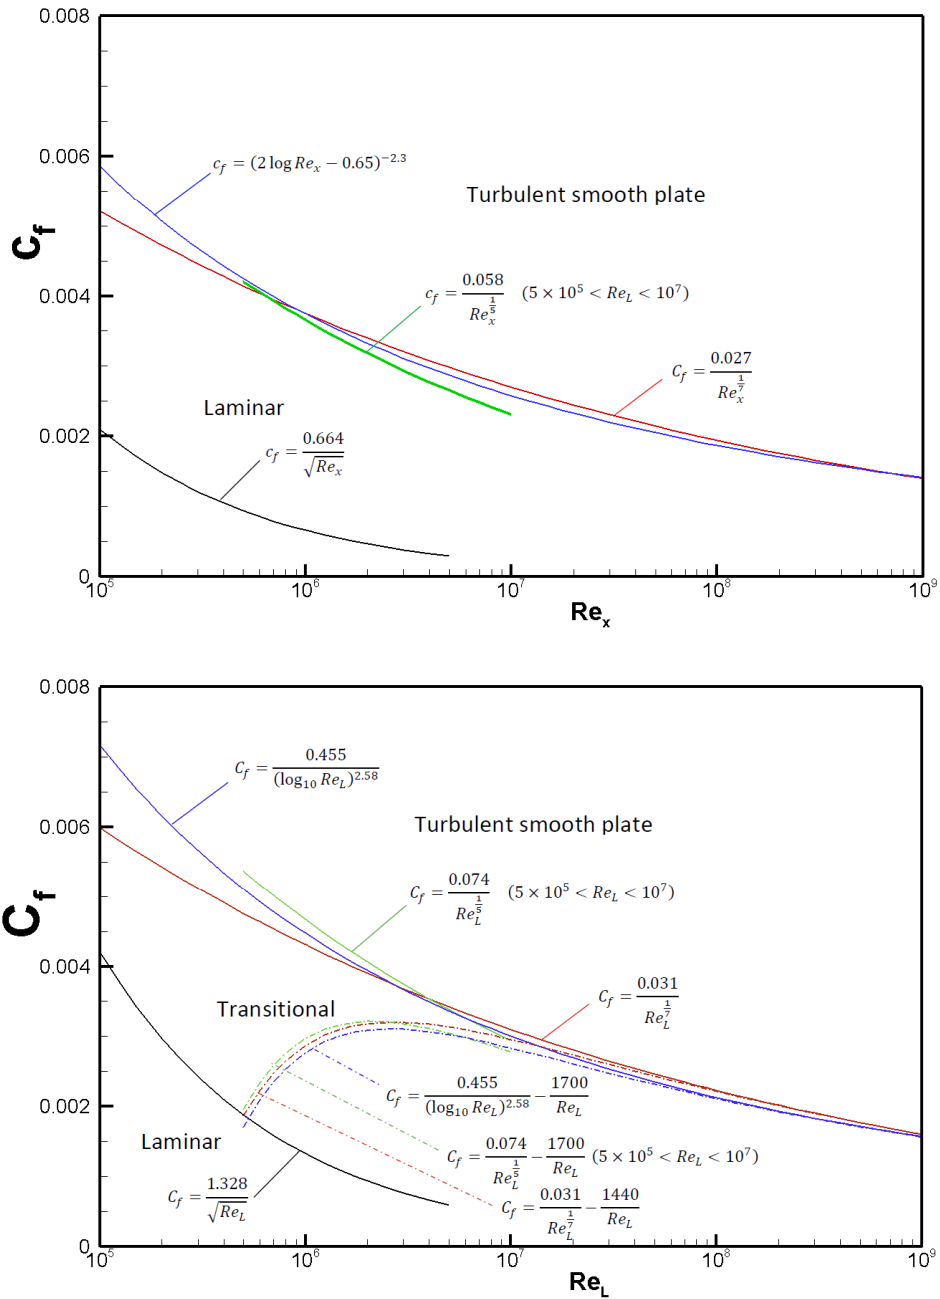 0.008
0.006
0.004
0.002
0
C_f
c_f = (2 log Re_x − 0.65)^{−2.3}
Turbulent smooth plate
c_f = 0.058 / Re_x^{1/5} (5 × 10^5 < Re_L < 10^7)
C_f = 0.027 / Re_x^{1/7}
Laminar
c_f = 0.664 / √Re_x
10^5 10^6 10^7 10^8 10^9
Re_x
0.008
0.006
0.004
0.002
0
C_f
C_f = 0.455 / (log_{10} Re_L)^{2.58}
Turbulent smooth plate
C_f = 0.074 / Re_L^{1/5} (5 × 10^5 < Re_L < 10^7)
C_f = 0.031 / Re_L^{1/7}
Transitional
C_f = 0.455 / (log_{10} Re_L)^{2.58} − 1700 / Re_L
Laminar
C_f = 0.074 / Re_L^{1/5} − 1700 / Re_L (5 × 10^5 < Re_L < 10^7)
C_f = 1.328 / √Re_L
C_f = 0.031 / Re_L^{1/7} − 1440 / Re_L
10^5 10^6 10^7 10^8 10^9
Re_L